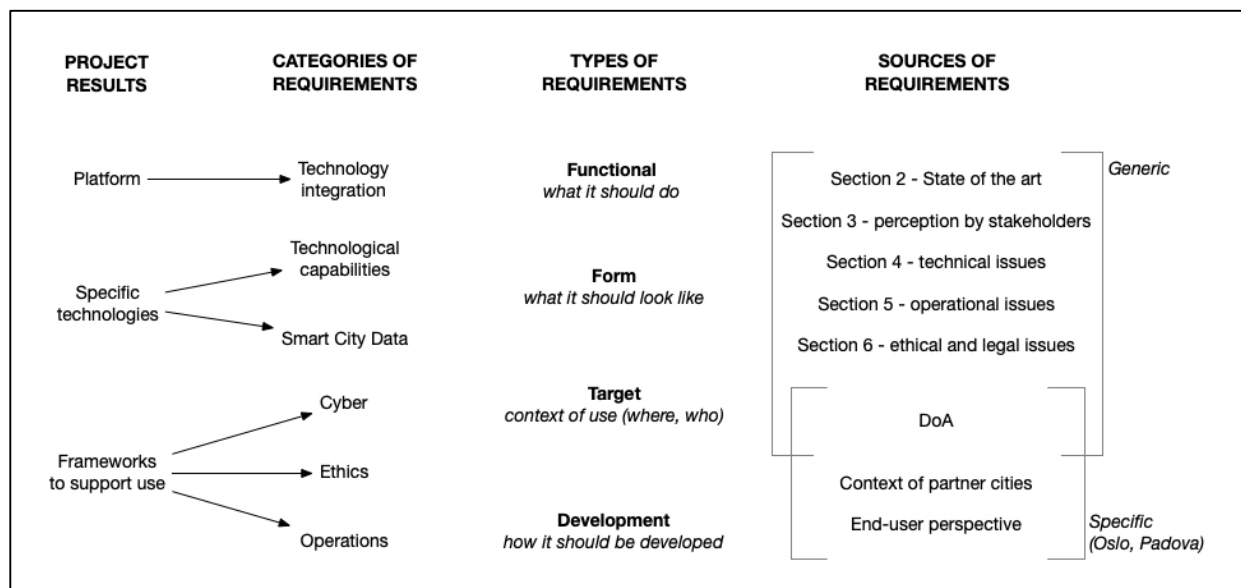 PROJECT
RESULTS
CATEGORIES OF
REQUIREMENTS
TYPES OF
REQUIREMENTS
SOURCES OF
REQUIREMENTS
Platform
Technology
integration
Functional
what it should do
Section 2 - State of the art
Generic
Section 3 - perception by stakeholders
Specific
technologies
Technological
capabilities
Smart City Data
Form
what it should look like
Section 4 - technical issues
Section 5 - operational issues
Section 6 - ethical and legal issues
Frameworks
to support use
Cyber
Ethics
Operations
Target
context of use (where, who)
Development
how it should be developed
DoA
Context of partner cities
End-user perspective
Specific
(Oslo, Padova)